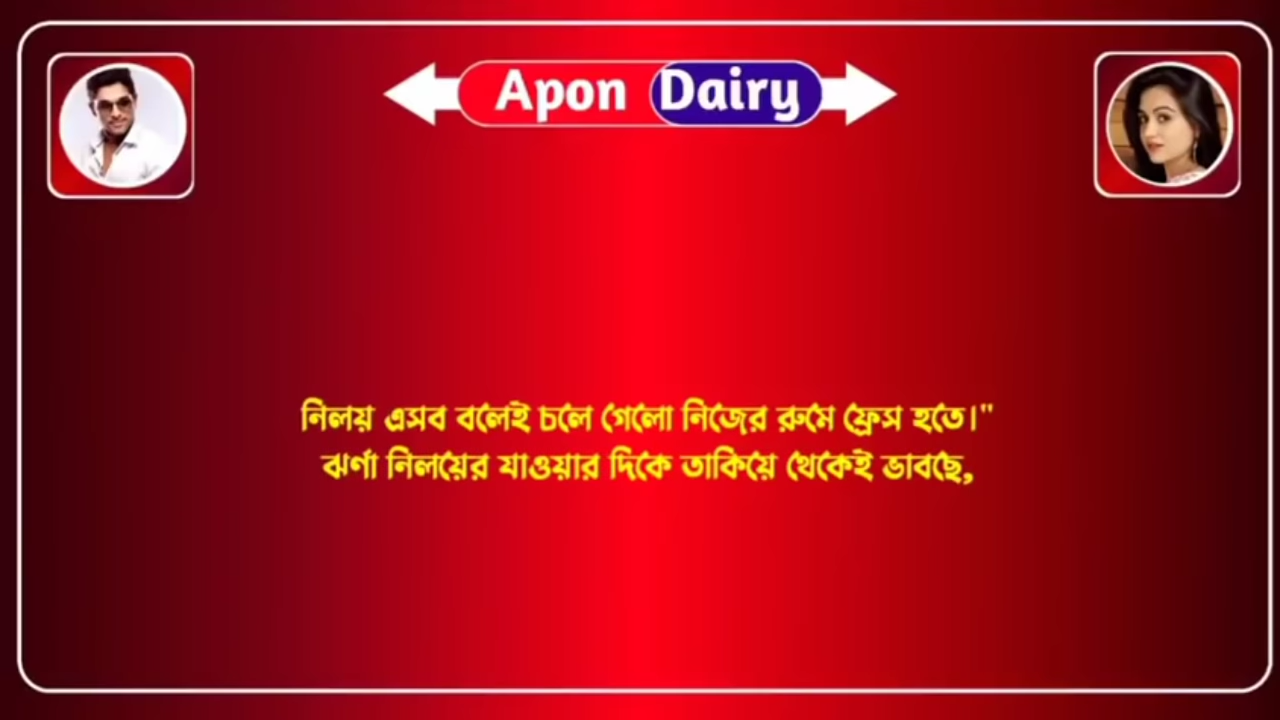 Apon Dairy
নিলয় এসব বলেই চলে গেলো নিজের রুমে ফ্রেস হতে।"
ঝর্ণা নিলয়ের যাওয়ার দিকে তাকিয়ে থেকেই ভাবছে,